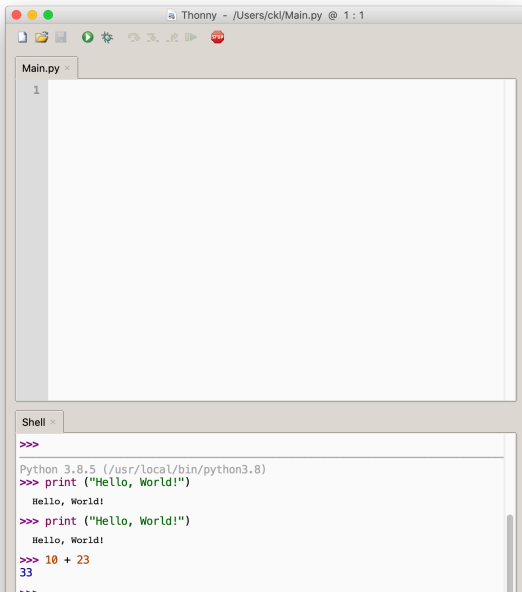 Thonny - /Users/ckl/Main.py @ 1 : 1
STOP
Main.py ×
1
Shell ×
>>>
Python 3.8.5 (/usr/local/bin/python3.8)
>>> print ("Hello, World!")
Hello, World!
>>> print ("Hello, World!")
Hello, World!
>>> 10 + 23
33
>>>